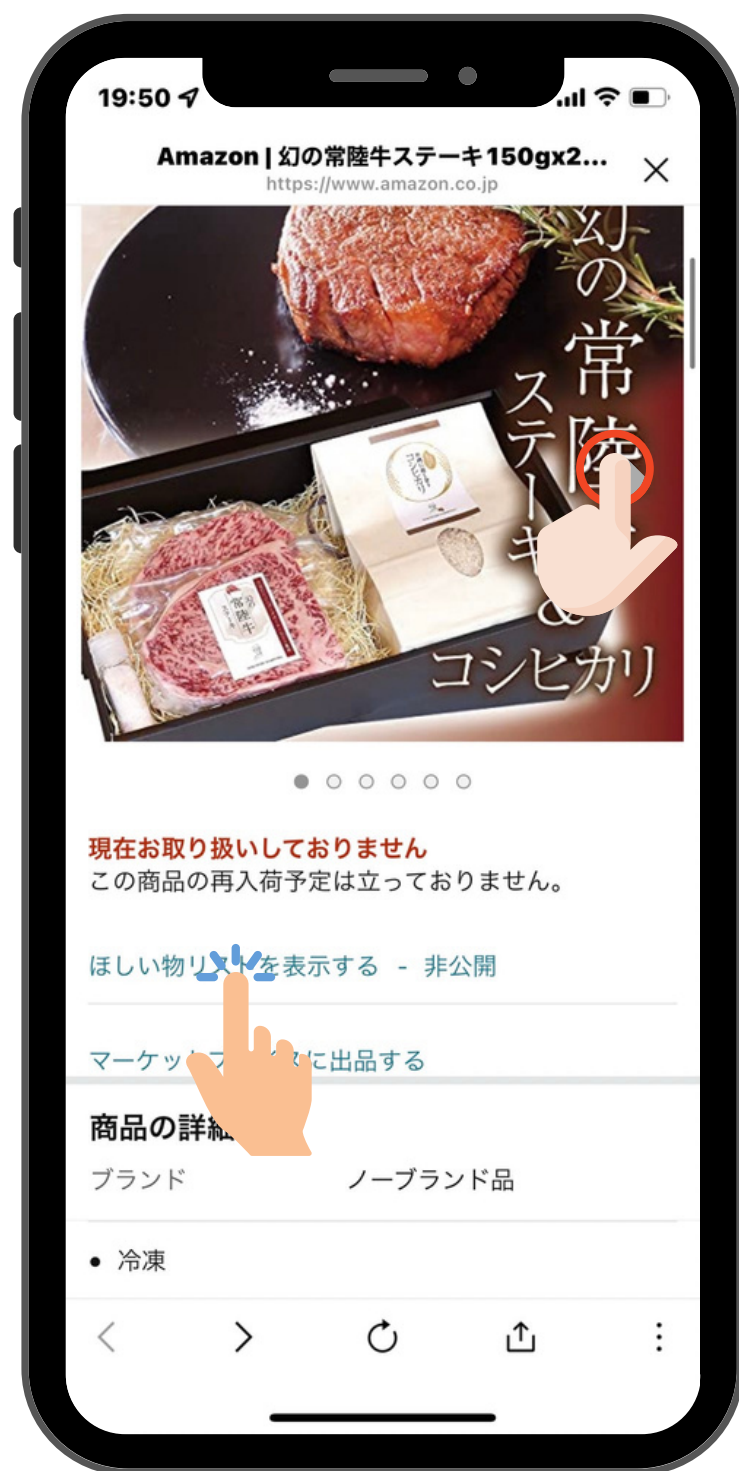 19:50
Amazon | 幻の常陸牛ステーキ150gx2...
https://www.amazon.co.jp
幻の常陸
ステーキ
&
コシヒカリ
コシヒカリ
常陸牛
現在お取り扱いしておりません
この商品の再入荷予定は立っておりません。
ほしい物リストを表示する - 非公開
マーケットプレイスに出品する
商品の詳細
ブランド
ノーブランド品
• 冷凍